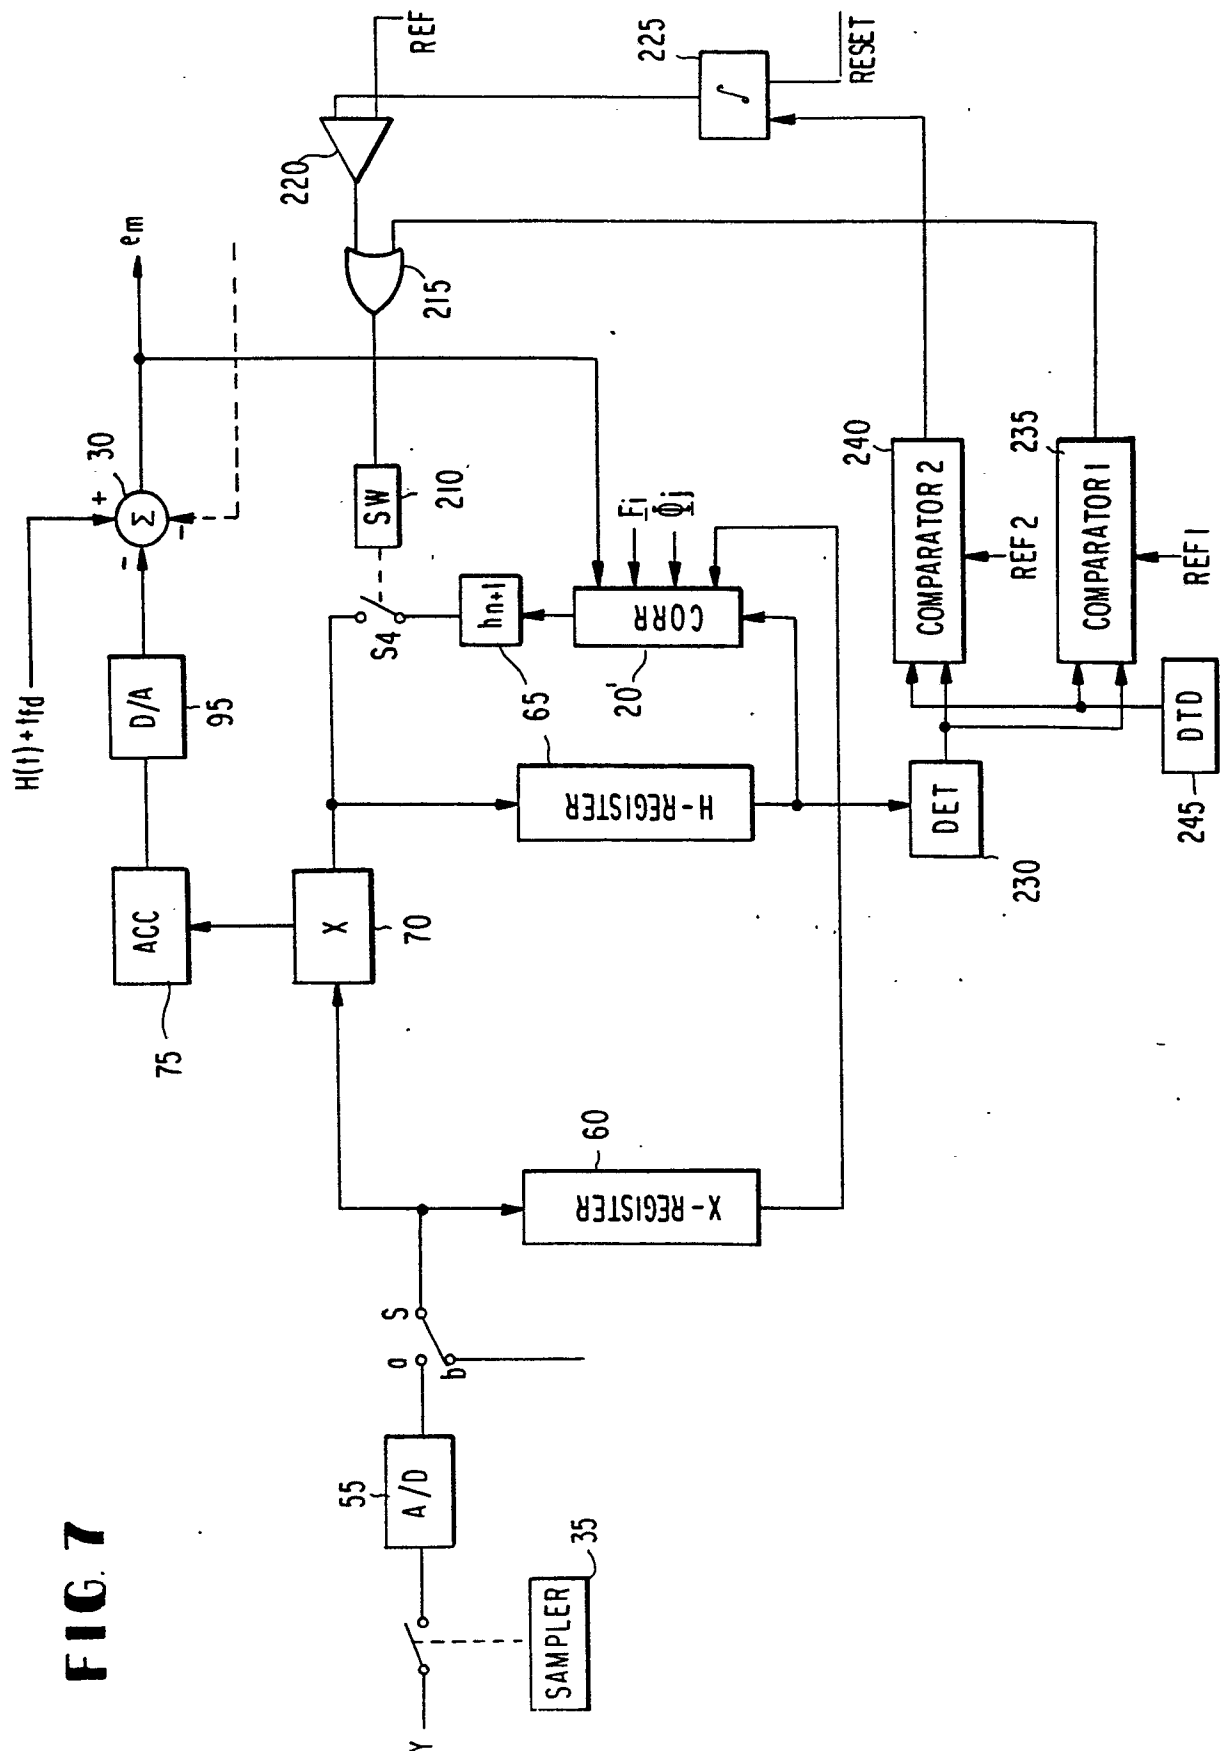 FIG. 7
H(t)+tfd
+
30
Σ
-
-
em
D/A
95
ACC
75
X
70
REF
220
215
SW
210
S4
hn+1
65
CORR
20'
Fi
Φj
H-REGISTER
X-REGISTER
60
S
a
b
A/D
55
Y
SAMPLER
35
∫
225
RESET
COMPARATOR 2
240
REF 2
COMPARATOR 1
235
REF 1
DET
230
DTD
245